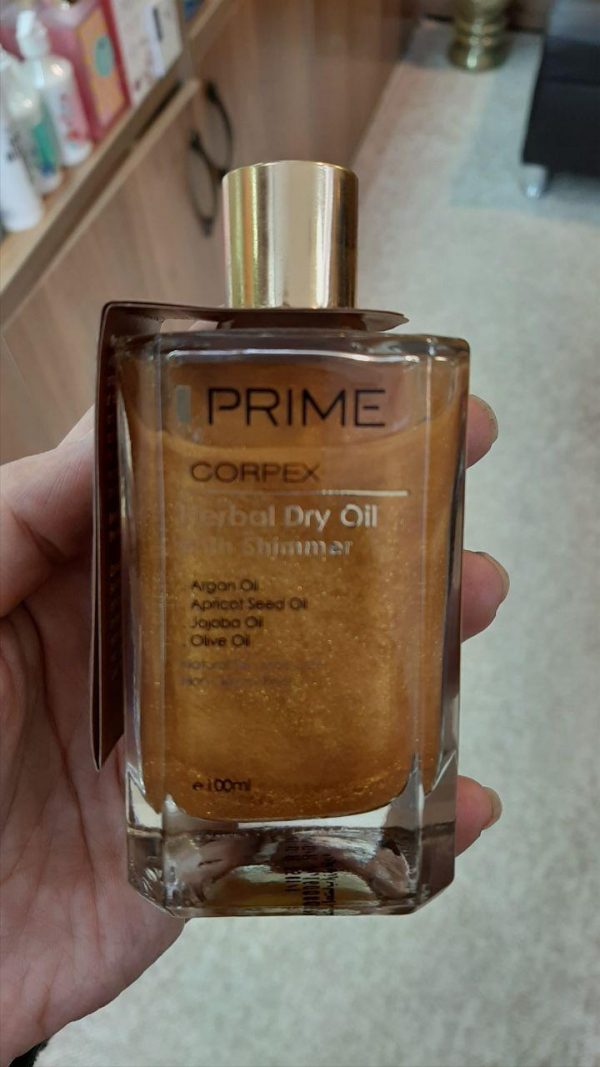 PRIME
CORPEX
Herbal Dry Oil
with Shimmer
. Argan Oil
. Apricot Seed Oil
. Jojoba Oil
. Olive Oil
e100ml